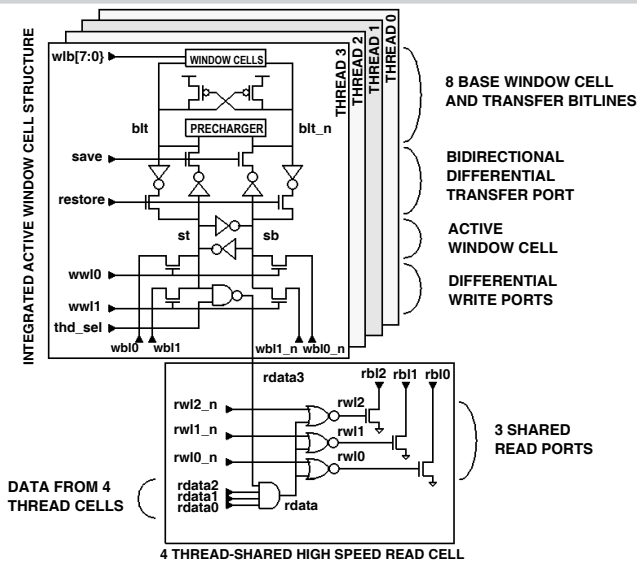 INTEGRATED ACTIVE WINDOW CELL STRUCTURE
THREAD 3
THREAD 2
THREAD 1
THREAD 0
wlb[7:0]
WINDOW CELLS
blt
PRECHARGER
blt_n
save
restore
st
sb
wwl0
wwl1
thd_sel
wbl0
wbl1
wbl1_n
wbl0_n
8 BASE WINDOW CELL
AND TRANSFER BITLINES
BIDIRECTIONAL
DIFFERENTIAL
TRANSFER PORT
ACTIVE
WINDOW CELL
DIFFERENTIAL
WRITE PORTS
rdata3
rbl2
rbl1
rbl0
rwl2_n
rwl2
rwl1_n
rwl1
rwl0_n
rwl0
3 SHARED
READ PORTS
DATA FROM 4
THREAD CELLS
rdata2
rdata1
rdata0
rdata
4 THREAD-SHARED HIGH SPEED READ CELL